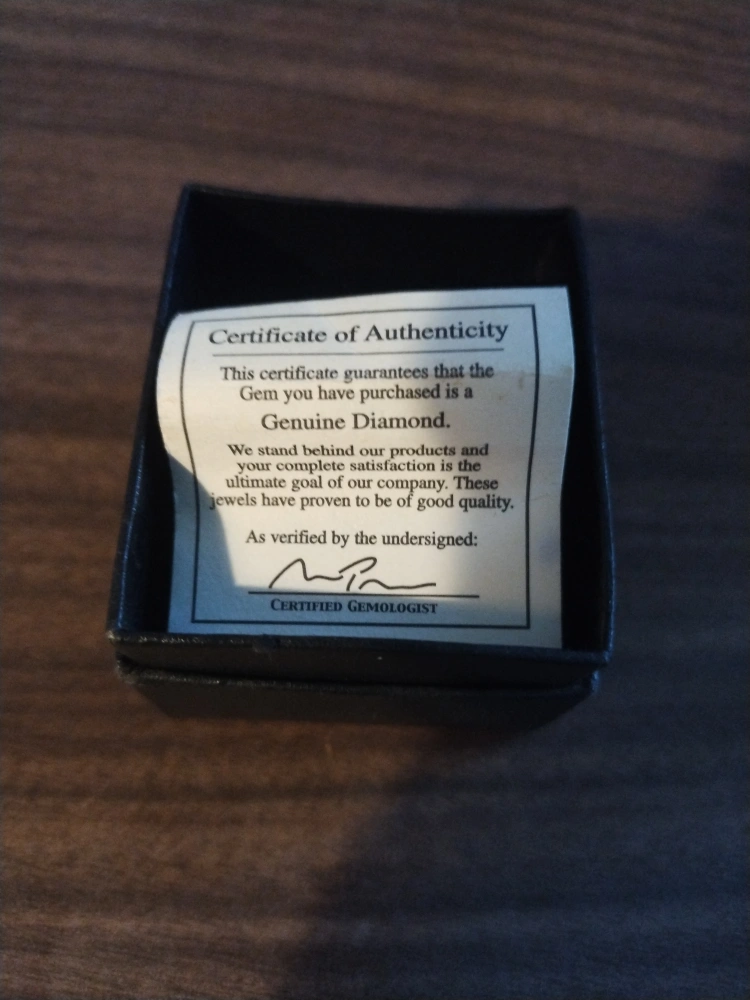 Certificate of Authenticity
This certificate guarantees that the
Gem you have purchased is a
Genuine Diamond.
We stand behind our products and
your complete satisfaction is the
ultimate goal of our company. These
jewels have proven to be of good quality.
As verified by the undersigned:
CERTIFIED GEMOLOGIST